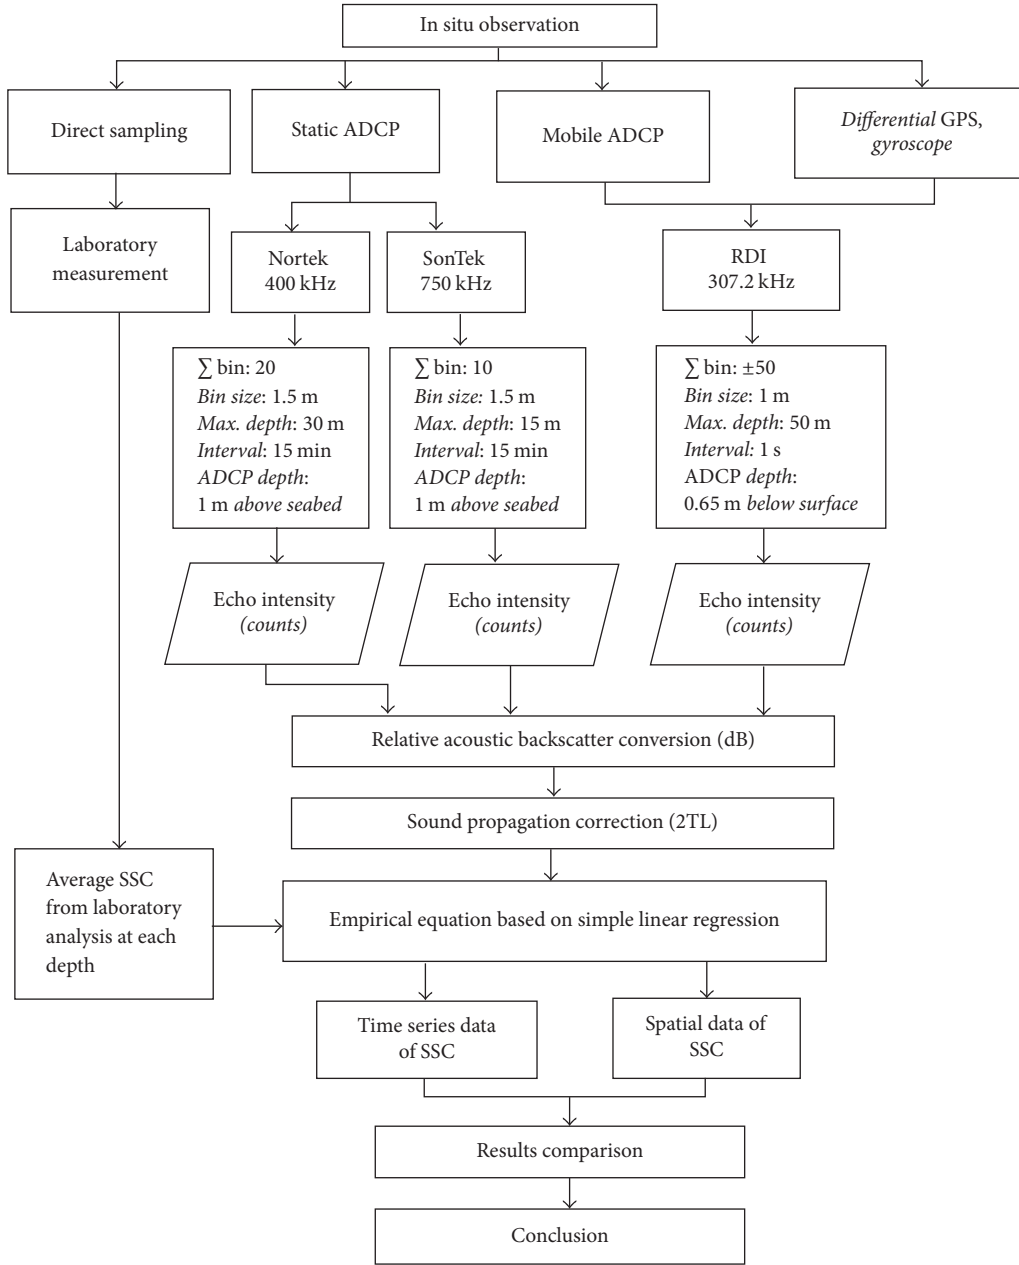 In situ observation
Direct sampling
Static ADCP
Mobile ADCP
Differential GPS,
gyroscope
Laboratory
measurement
Nortek
400 kHz
SonTek
750 kHz
RDI
307.2 kHz
∑ bin: 20
Bin size: 1.5 m
Max. depth: 30 m
Interval: 15 min
ADCP depth:
1 m above seabed
∑ bin: 10
Bin size: 1.5 m
Max. depth: 15 m
Interval: 15 min
ADCP depth:
1 m above seabed
∑ bin: ±50
Bin size: 1 m
Max. depth: 50 m
Interval: 1 s
ADCP depth:
0.65 m below surface
Echo intensity
(counts)
Echo intensity
(counts)
Echo intensity
(counts)
Relative acoustic backscatter conversion (dB)
Sound propagation correction (2TL)
Average SSC
from laboratory
analysis at each
depth
Empirical equation based on simple linear regression
Time series data
of SSC
Spatial data of
SSC
Results comparison
Conclusion